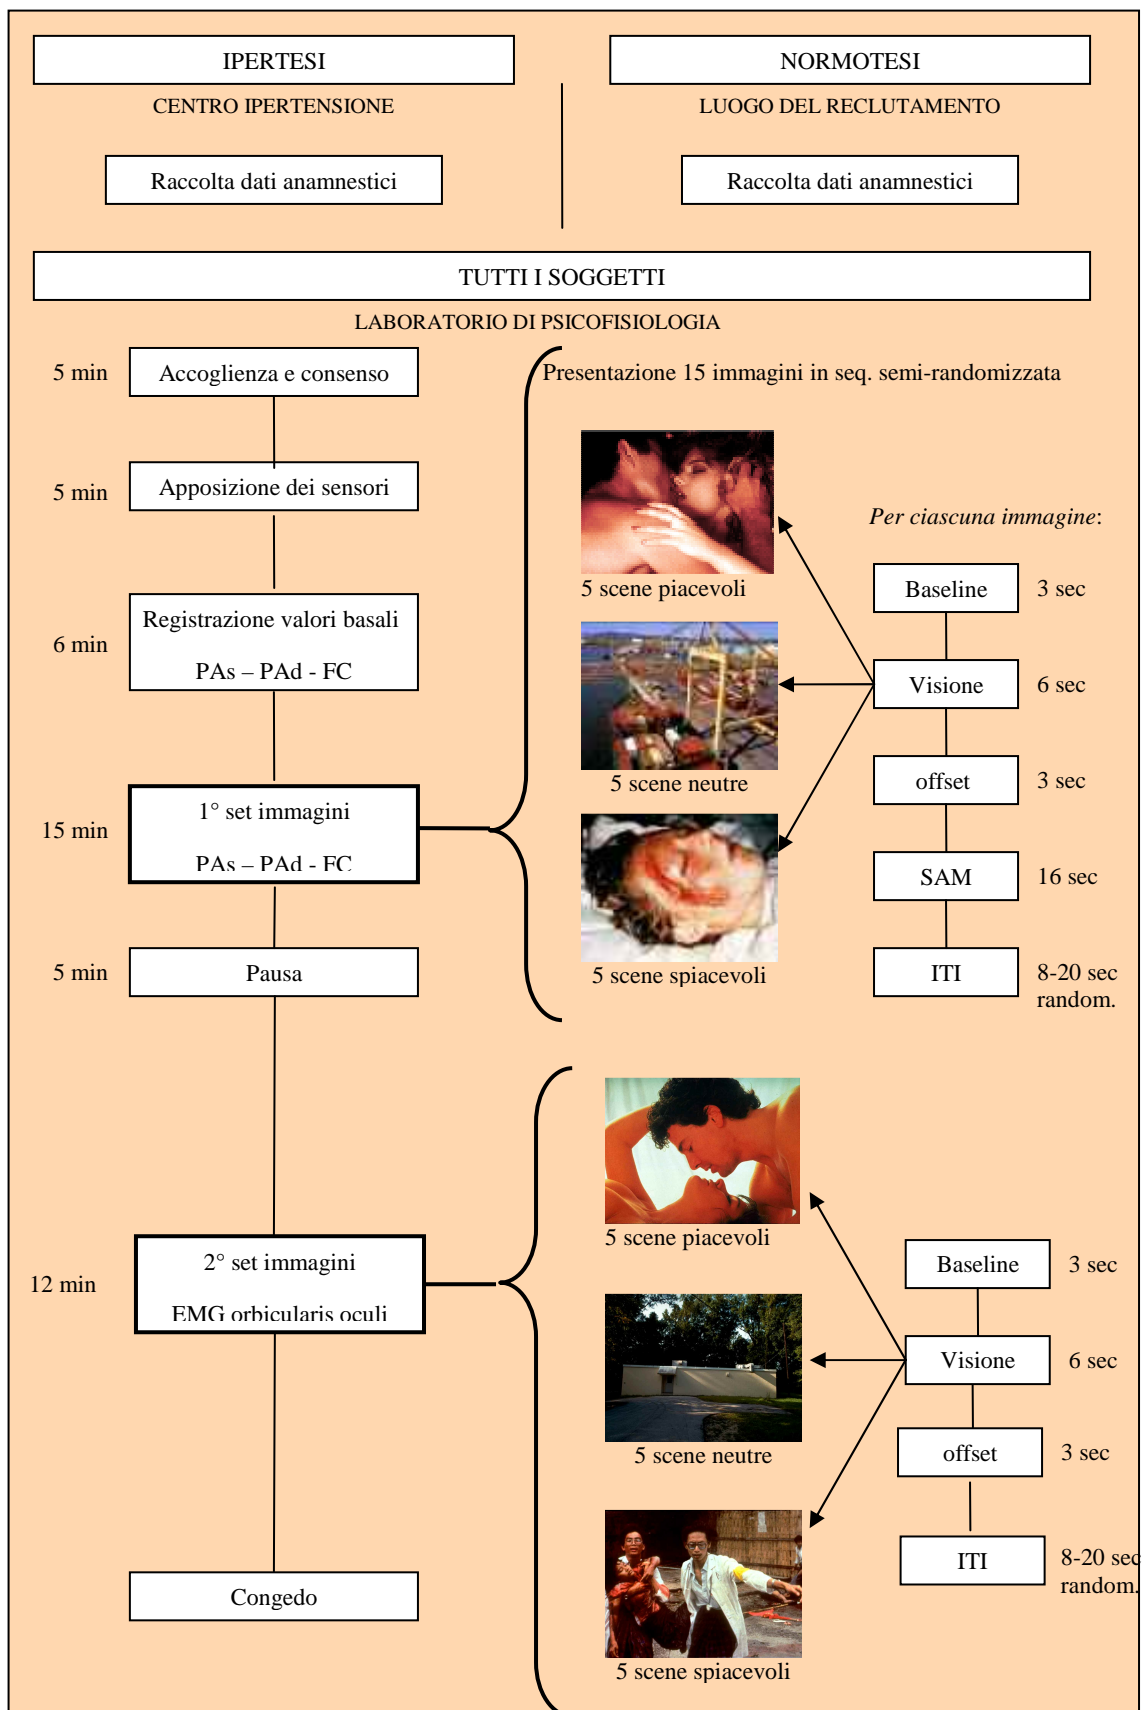 IPERTESI
NORMOTESI
CENTRO IPERTENSIONE
LUOGO DEL RECLUTAMENTO
Raccolta dati anamnestici
Raccolta dati anamnestici
TUTTI I SOGGETTI
LABORATORIO DI PSICOFISIOLOGIA
5 min
Accoglienza e consenso
5 min
Apposizione dei sensori
6 min
Registrazione valori basali
PAs – PAd - FC
15 min
1° set immagini
PAs – PAd - FC
5 min
Pausa
Presentazione 15 immagini in seq. semi-randomizzata
5 scene piacevoli
5 scene neutre
5 scene spiacevoli
Per ciascuna immagine:
Baseline
3 sec
Visione
6 sec
offset
3 sec
SAM
16 sec
ITI
8-20 sec
random.
12 min
2° set immagini
EMG orbicularis oculi
Congedo
5 scene piacevoli
5 scene neutre
5 scene spiacevoli
Baseline
3 sec
Visione
6 sec
offset
3 sec
ITI
8-20 sec
random.